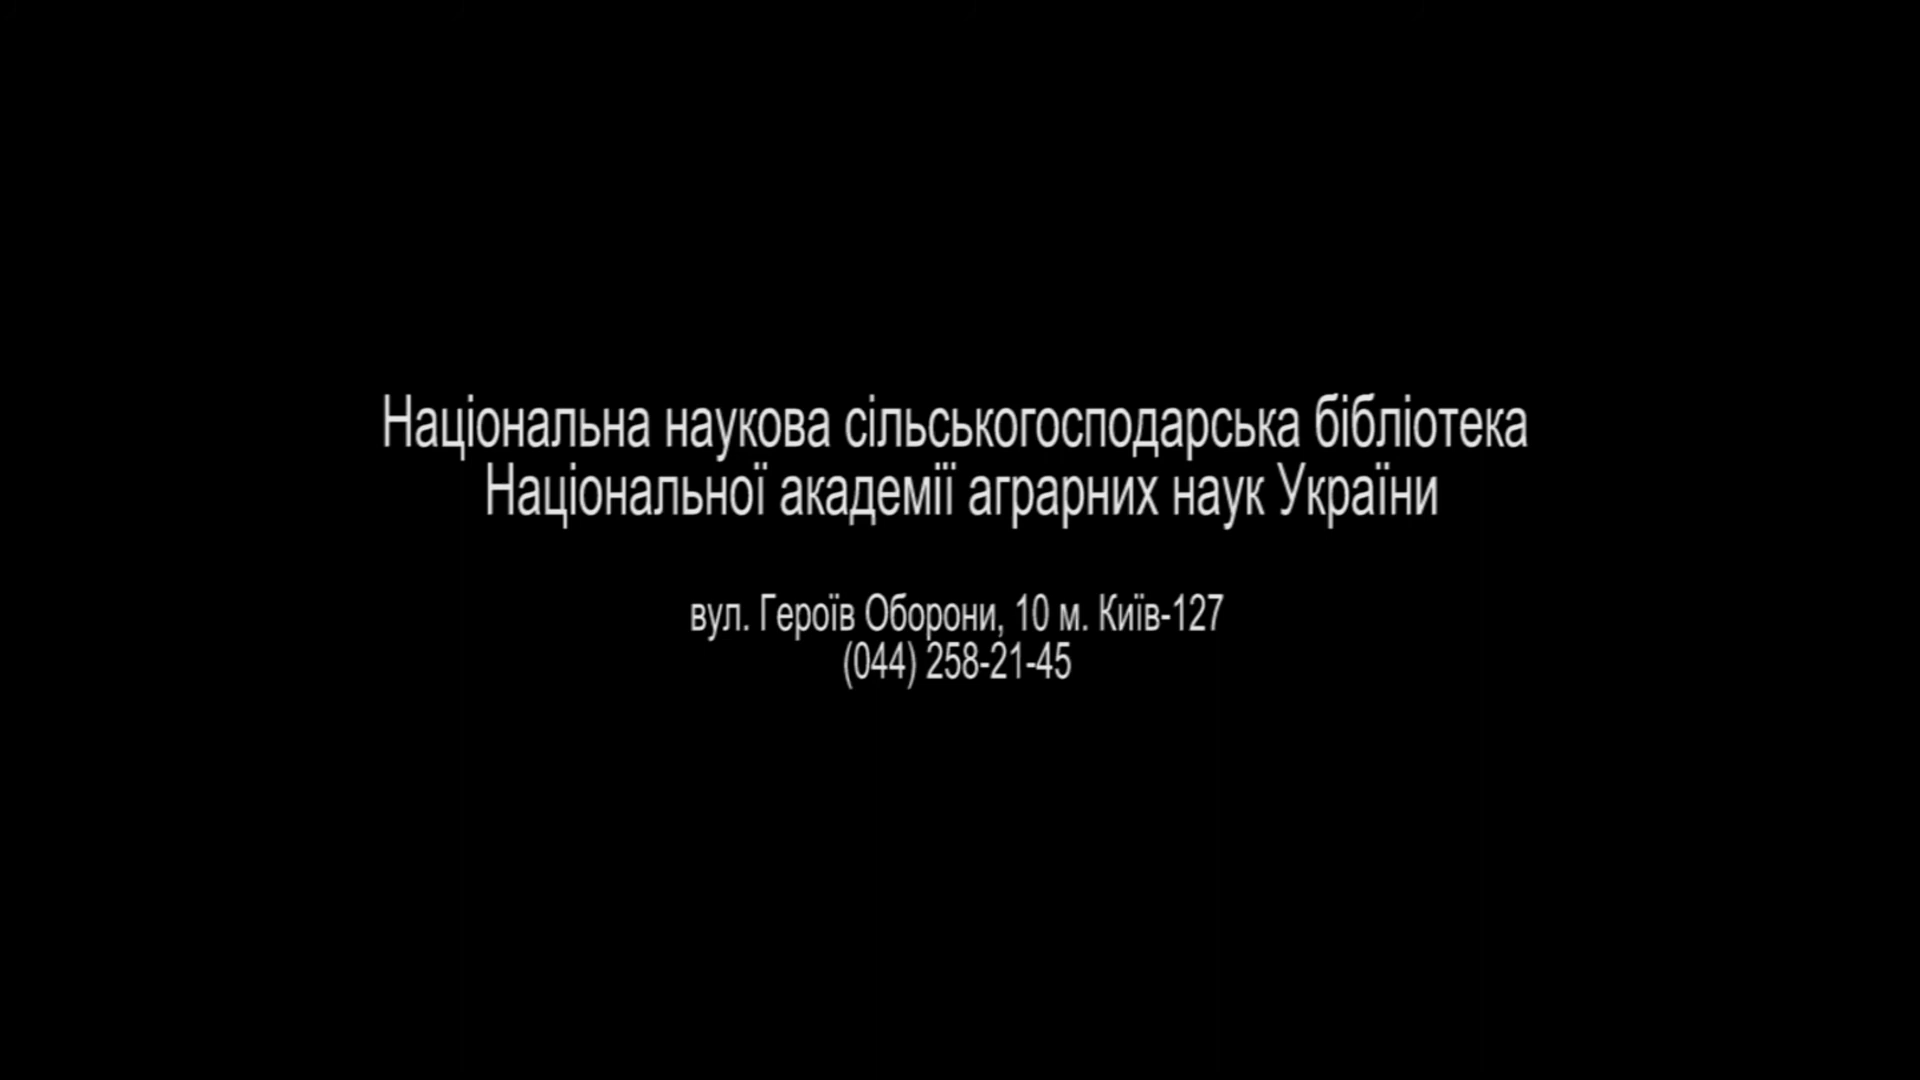 Національна наукова сільськогосподарська бібліотека
Національної академії аграрних наук України
вул. Героїв Оборони, 10 м. Київ-127
(044) 258-21-45